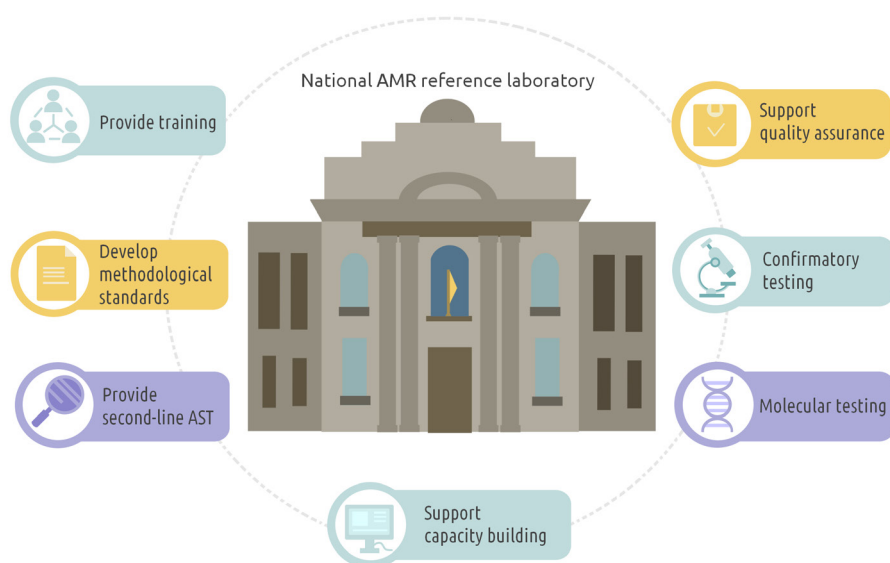 National AMR reference laboratory
Provide training
Support
quality assurance
Develop
methodological
standards
Confirmatory
testing
Provide
second-line AST
Molecular testing
Support
capacity building